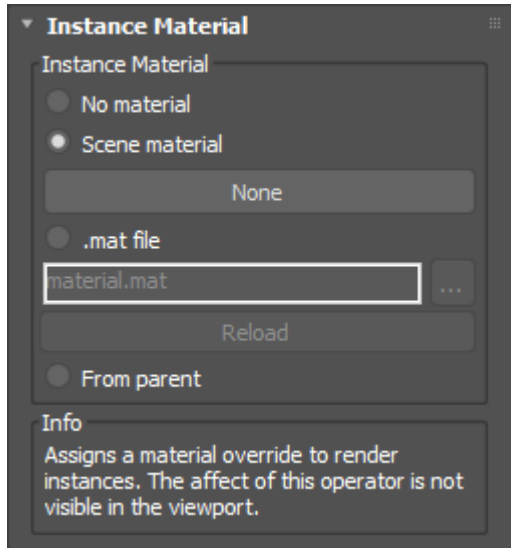 Instance Material
Instance Material
No material
Scene material
None
.mat file
material.mat
...
Reload
From parent
Info
Assigns a material override to render
instances. The affect of this operator is not
visible in the viewport.